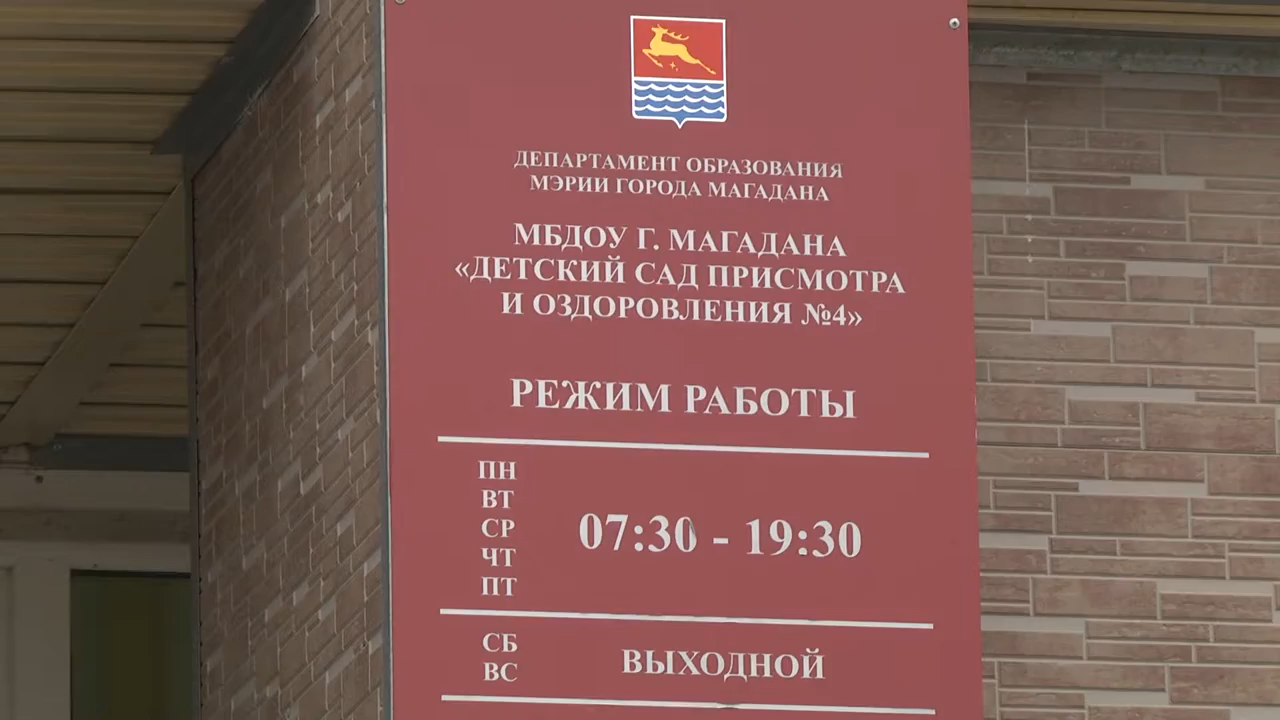 ДЕПАРТАМЕНТ ОБРАЗОВАНИЯ
МЭРИИ ГОРОДА МАГАДАНА
МБДОУ Г. МАГАДАНА
«ДЕТСКИЙ САД ПРИСМОТРА
И ОЗДОРОВЛЕНИЯ №4»
РЕЖИМ РАБОТЫ
ПН
ВТ
СР
ЧТ
ПТ
07:30 - 19:30
СБ
ВС
ВЫХОДНОЙ